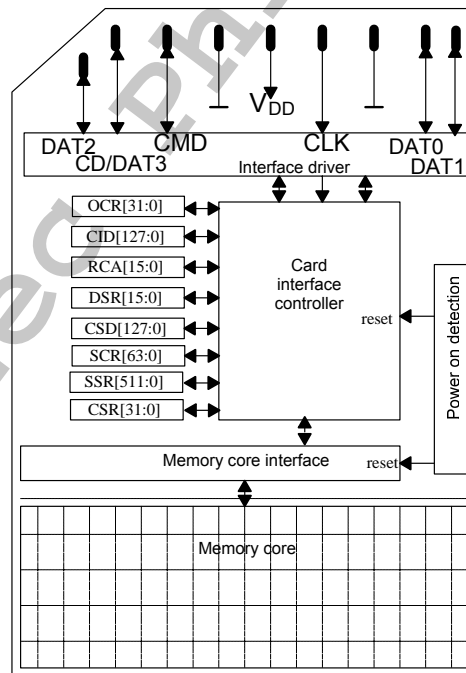 V_DD
DAT2 CMD CLK DAT0
CD/DAT3 Interface driver DAT1
OCR[31:0]
CID[127:0]
RCA[15:0]
DSR[15:0]
CSD[127:0]
SCR[63:0]
SSR[511:0]
CSR[31:0]
Card
interface
controller
reset
Power on detection
Memory core interface reset
Memory core